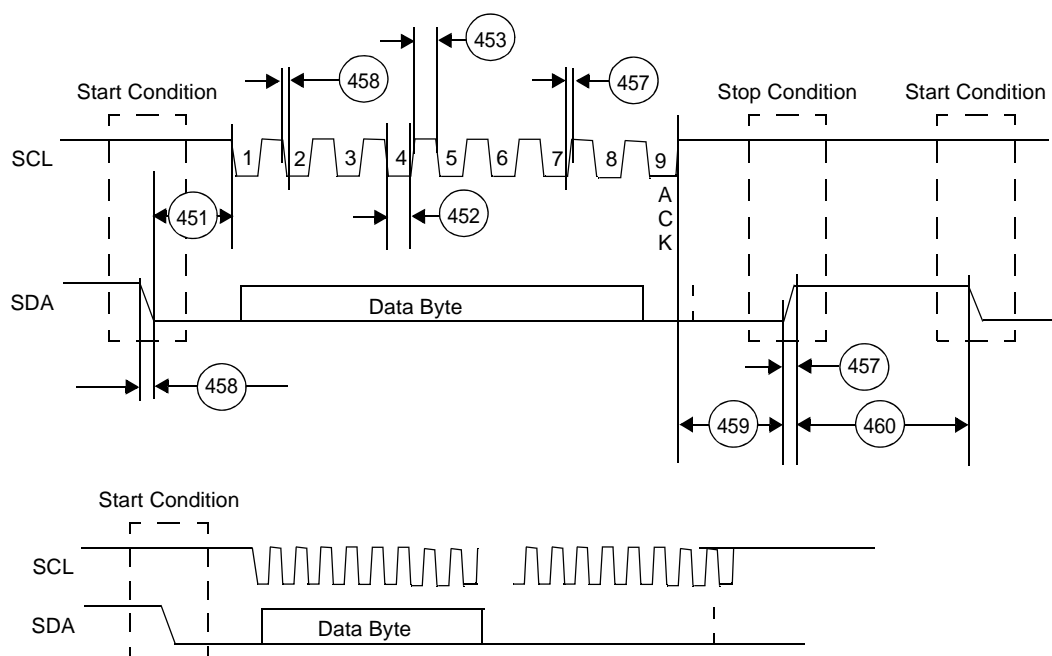 453
458
457
Start Condition
Stop Condition
Start Condition
SCL
1 2 3 4 5 6 7 8 9
A
C
K
451
452
SDA
Data Byte
458
457
459
460
Start Condition
SCL
SDA
Data Byte